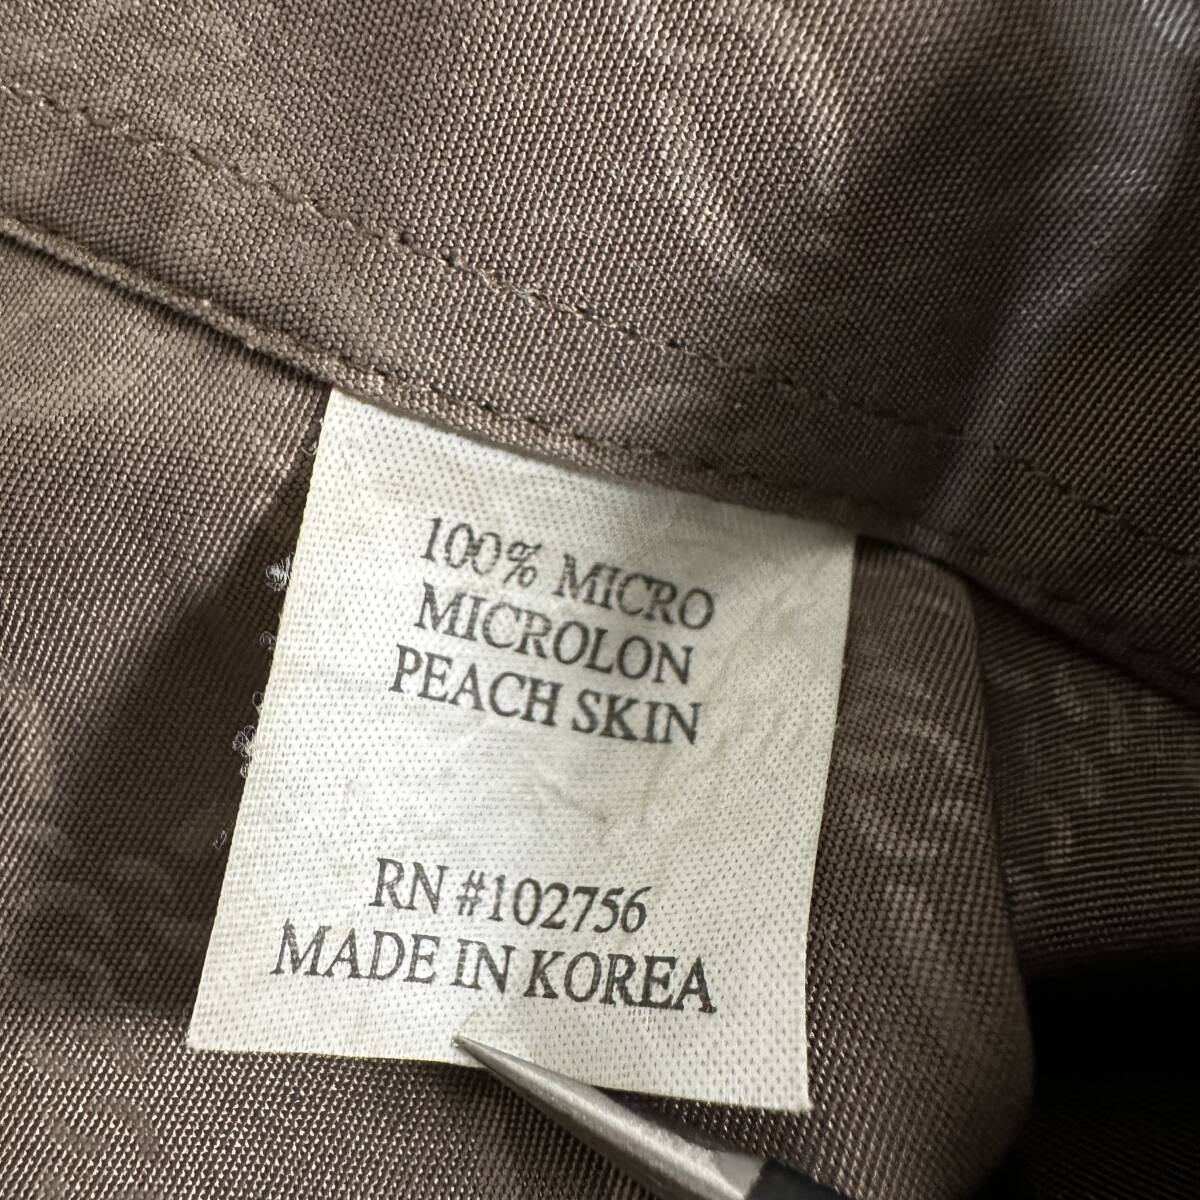 100% MICRO
MICROLON
PEACH SKIN
RN #102756
MADE IN KOREA